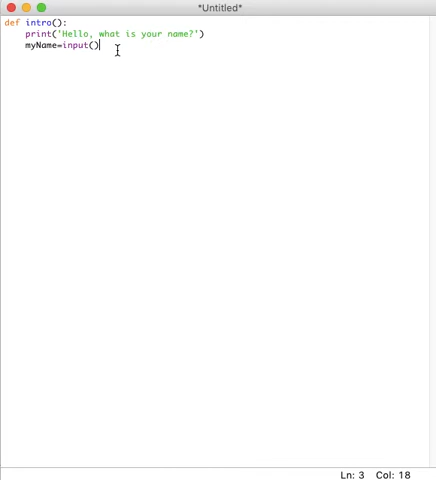 *Untitled*
def intro():
    print('Hello, what is your name?')
    myName=input()
Ln: 3 Col: 18